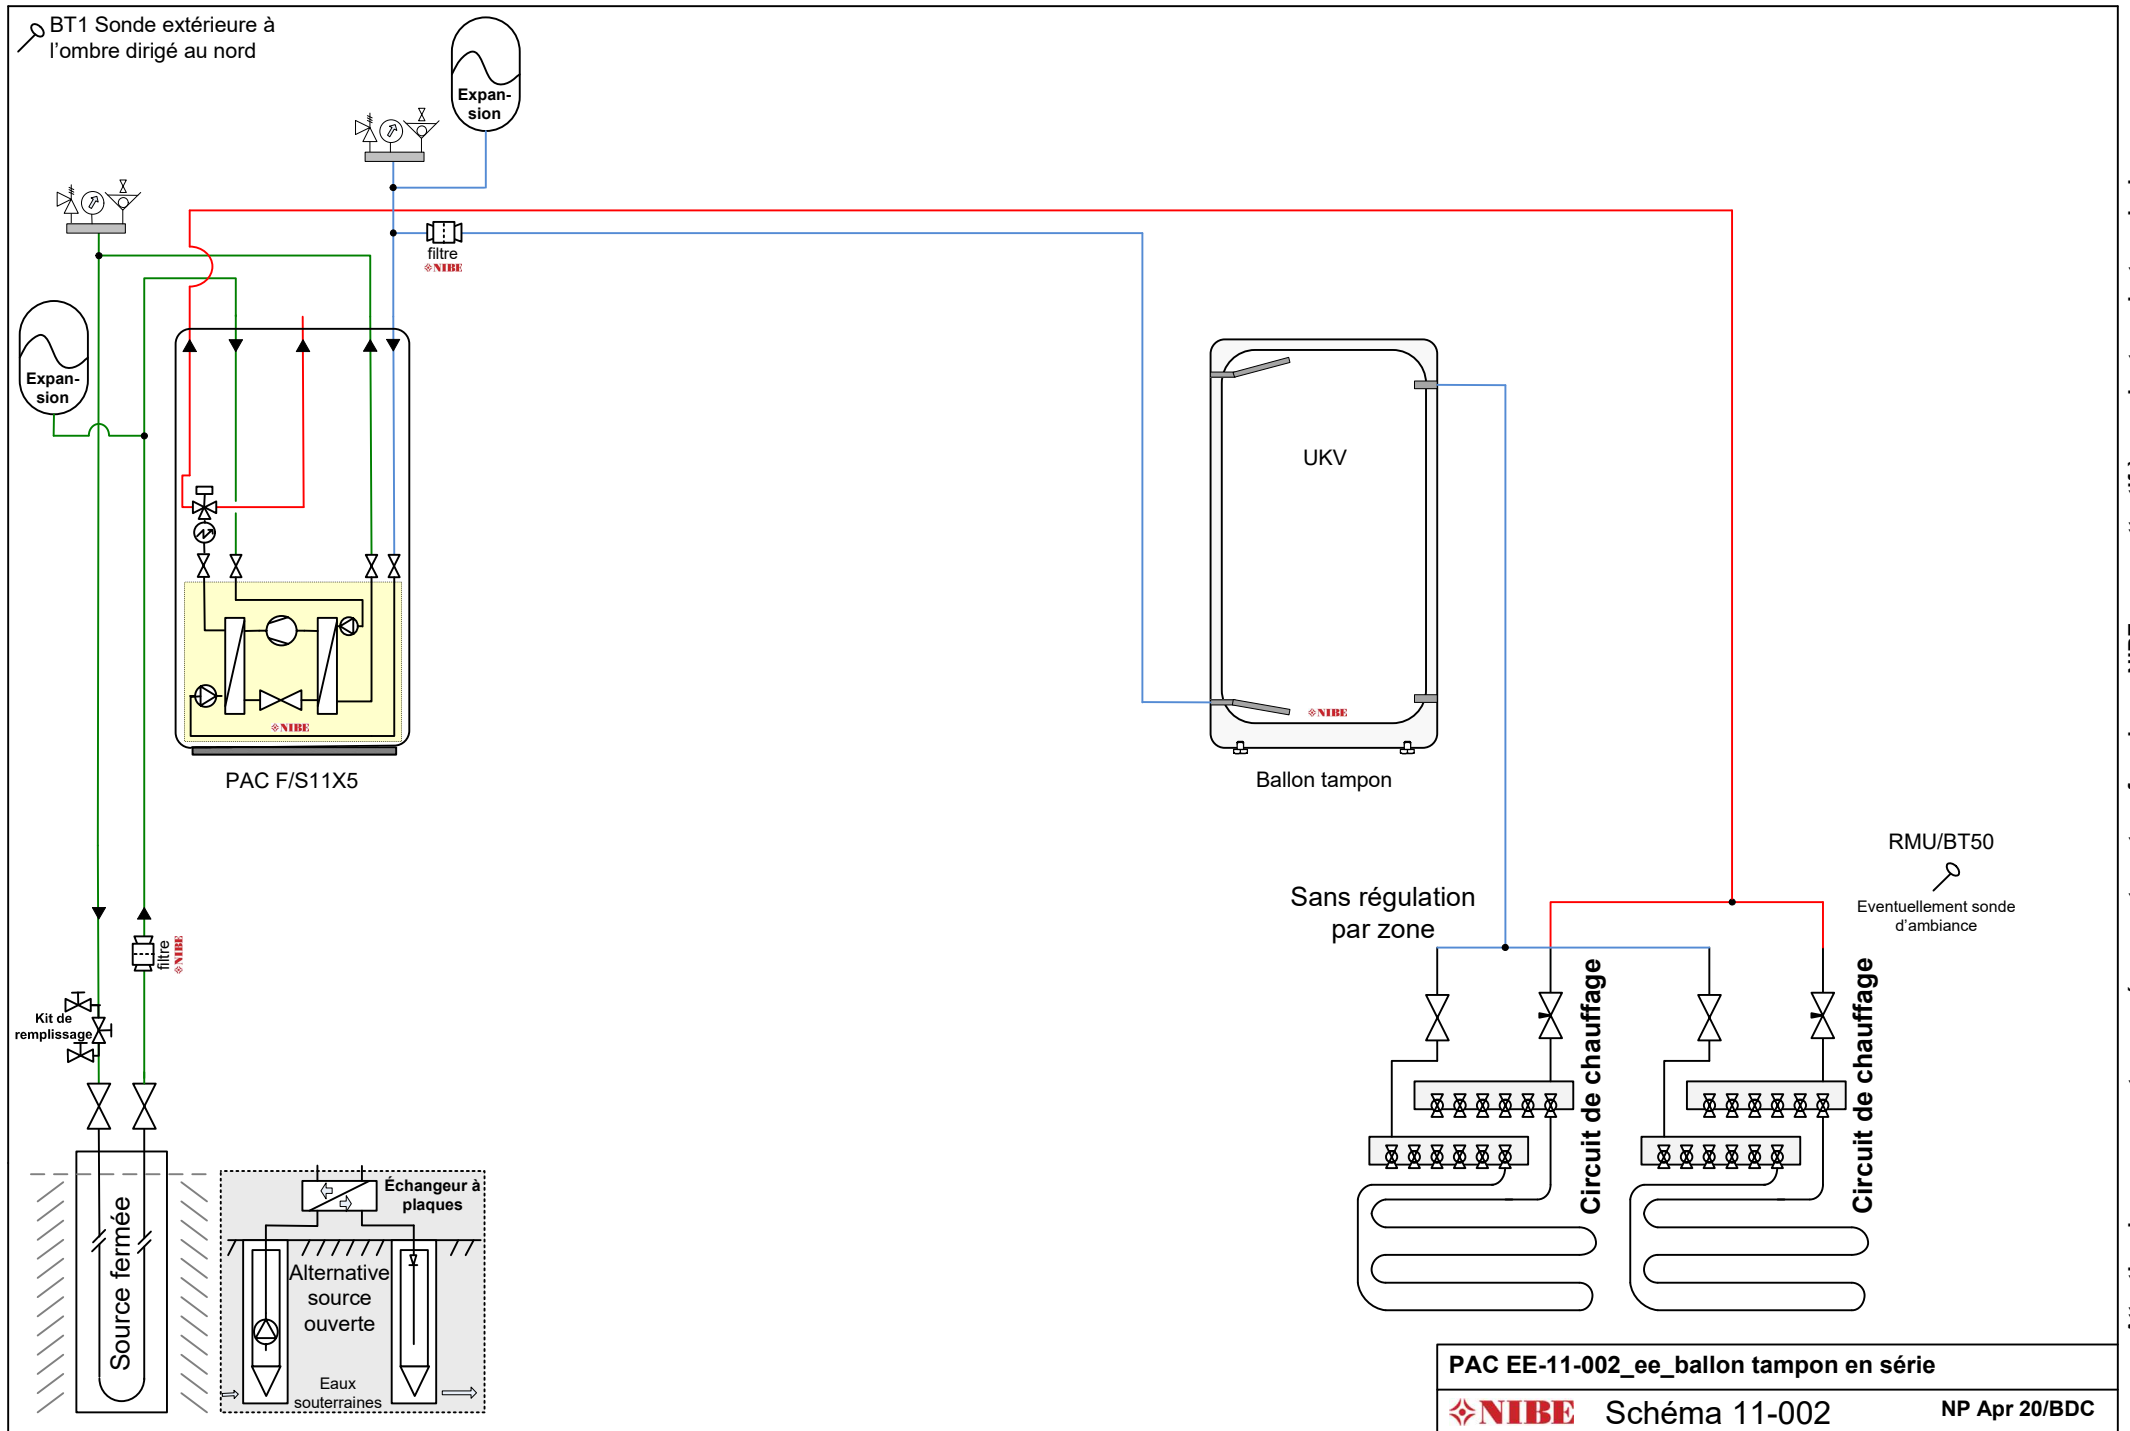 BT1 Sonde extérieure à
l'ombre dirigé au nord
Expan-
sion
filtre
NIBE
Expan-
sion
NIBE
PAC F/S11X5
UKV
NIBE
Ballon tampon
RMU/BT50
Eventuellement sonde
d'ambiance
Sans régulation
par zone
Circuit de chauffage
Circuit de chauffage
filtre
NIBE
Kit de
remplissage
Source fermée
Échangeur à
plaques
Alternative
source
ouverte
Eaux
souterraines
PAC EE-11-002_ee_ballon tampon en série
NIBE Schéma 11-002 NP Apr 20/BDC